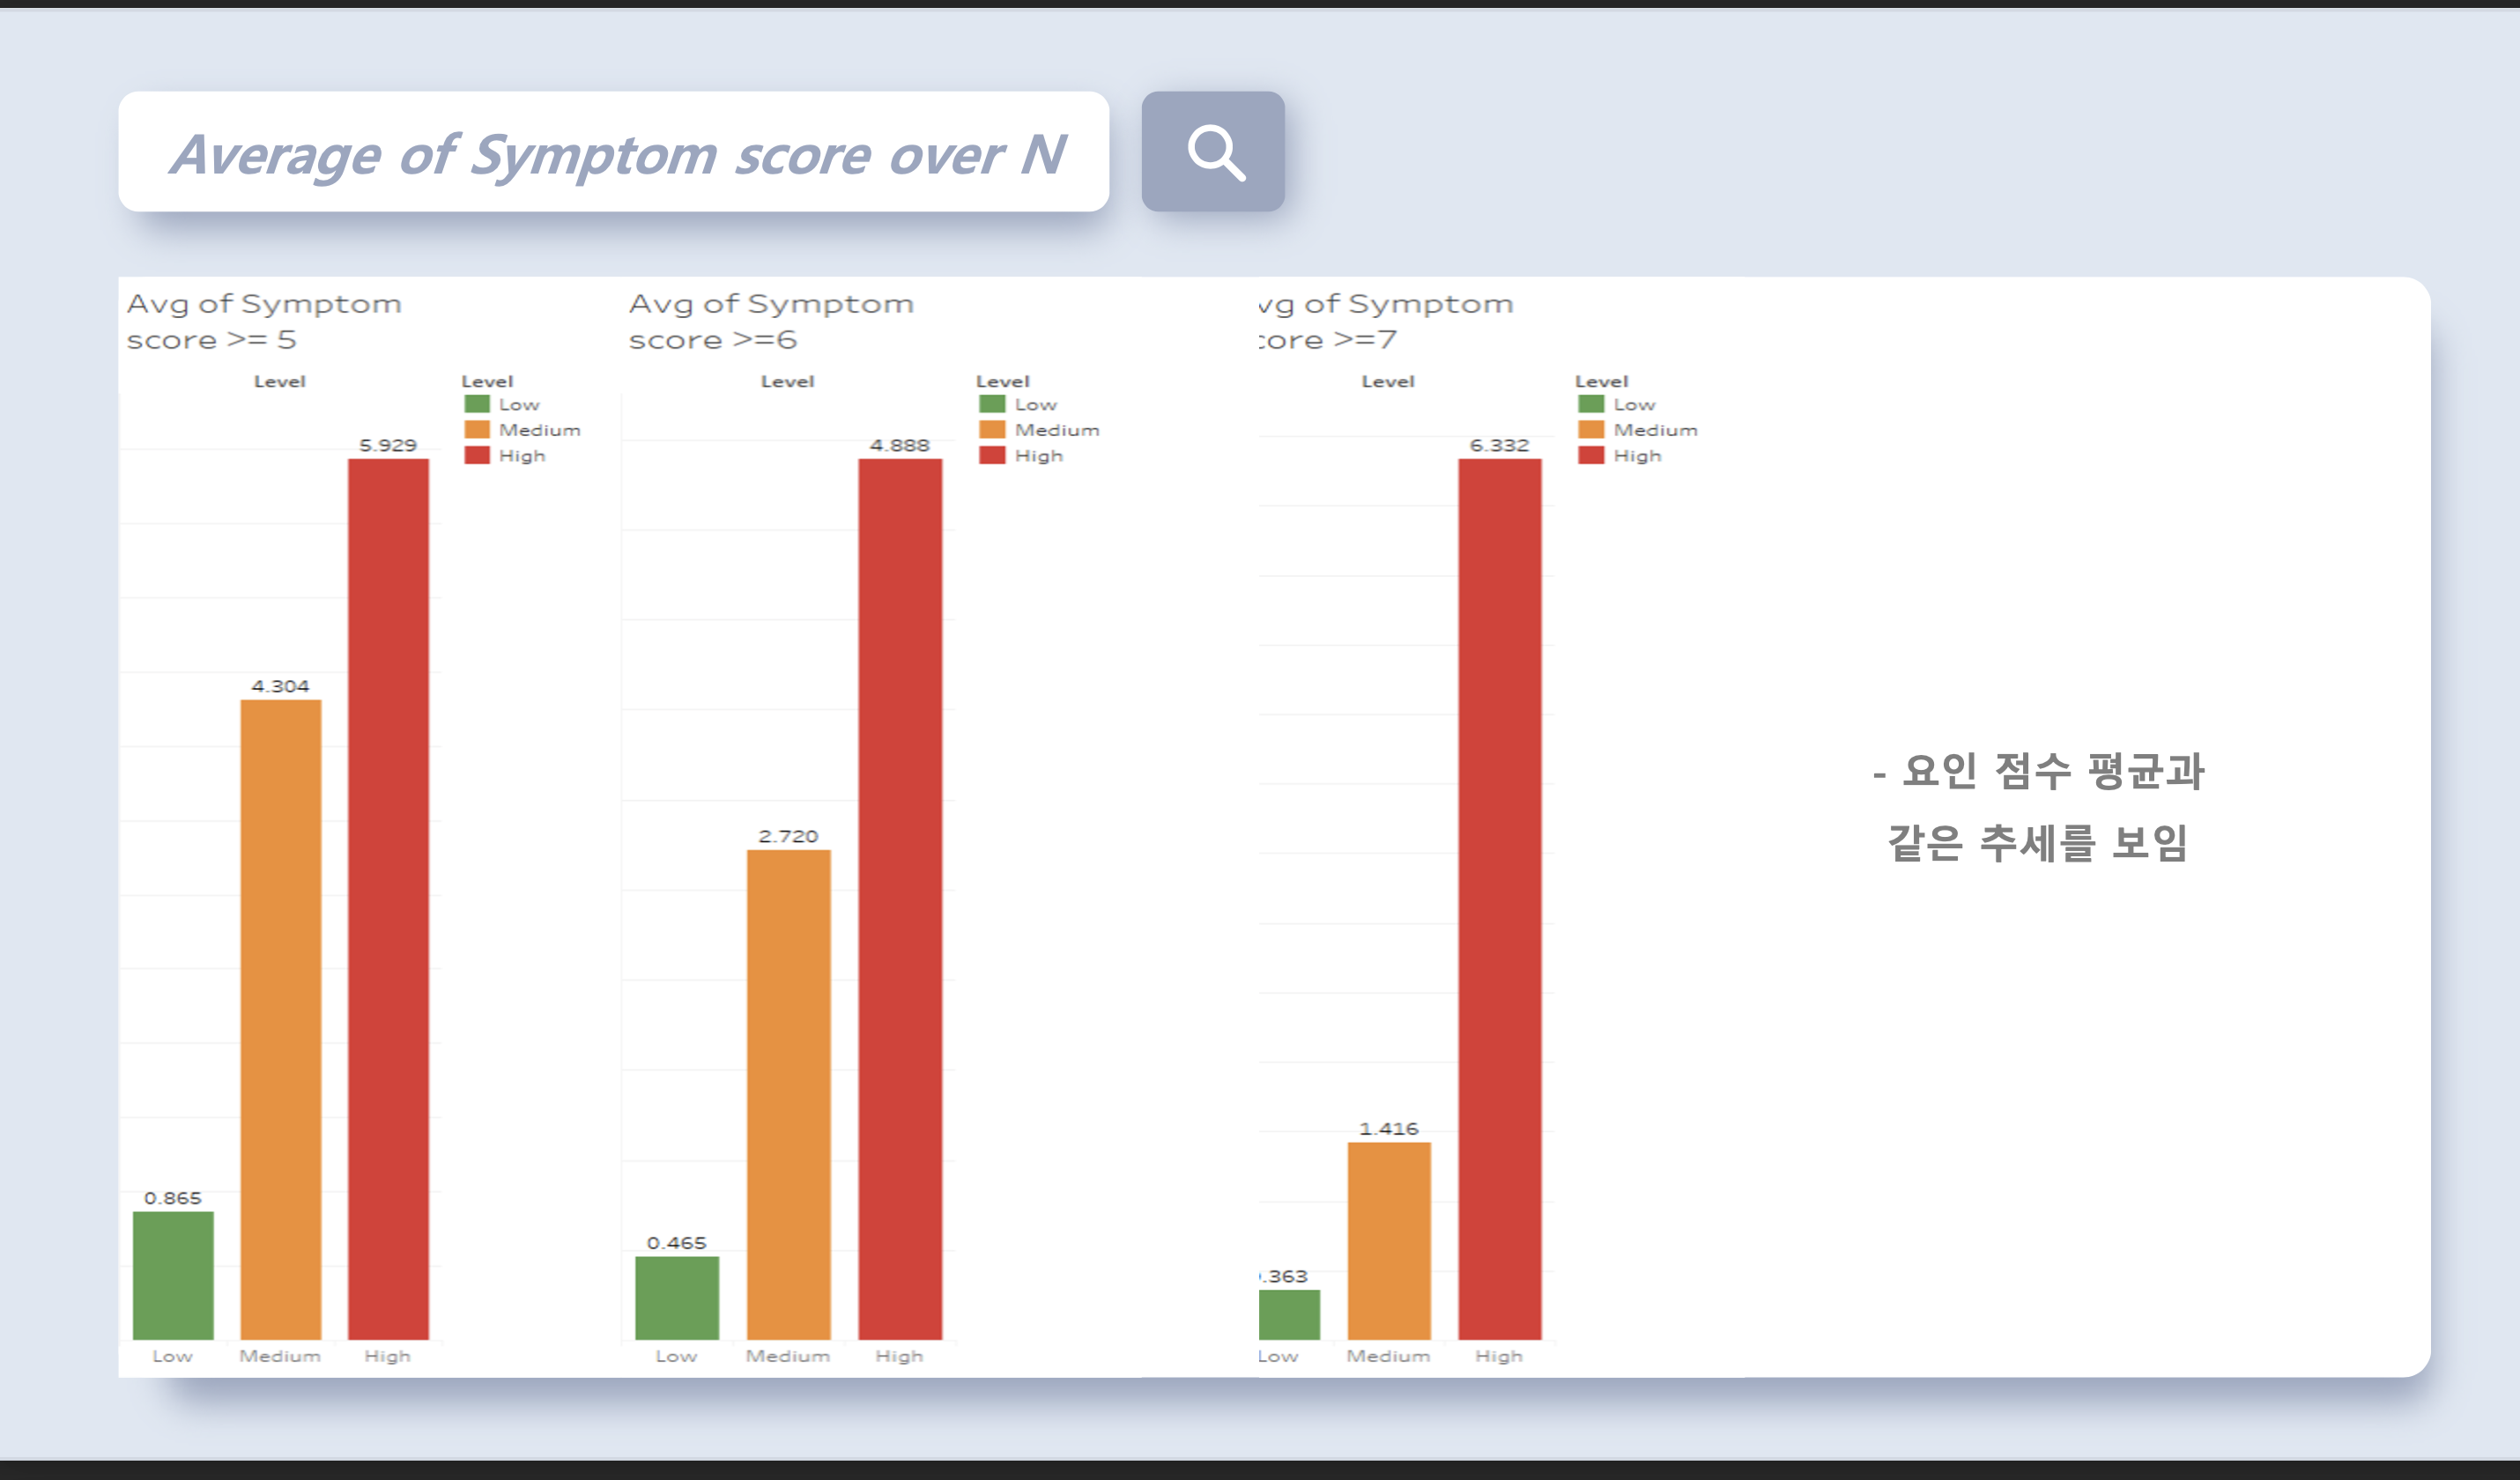 Average of Symptom score over N
Avg of Symptom
score >= 5
Level
Level
Low
Medium
High
5.929
4.304
0.865
Low Medium High
Avg of Symptom
score >=6
Level
Level
Low
Medium
High
4.888
2.720
0.465
Low Medium High
vg of Symptom
core >=7
Level
Level
Low
Medium
High
6.332
1.416
.363
Low Medium High
- 요인 점수 평균과
같은 추세를 보임